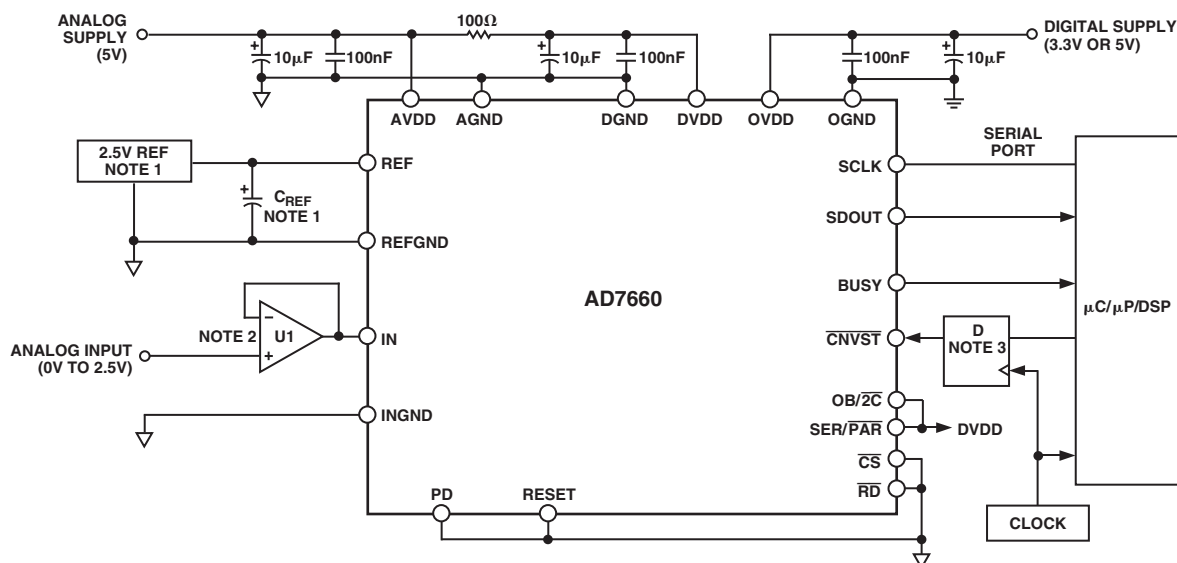 ANALOG
SUPPLY
(5V)
100Ω
DIGITAL SUPPLY
(3.3V OR 5V)
+
10μF
100nF
+
10μF
100nF
100nF
+
10μF
AVDD
AGND
DGND
DVDD
OVDD
OGND
SERIAL
PORT
2.5V REF
NOTE 1
REF
SCLK
+
CREF
NOTE 1
SDOUT
REFGND
BUSY
AD7660
μC/μP/DSP
NOTE 2
−
U1
+
IN
CNVST
D
NOTE 3
ANALOG INPUT
(0V TO 2.5V)
OB/2C
INGND
SER/PAR
DVDD
CS
RD
PD
RESET
CLOCK